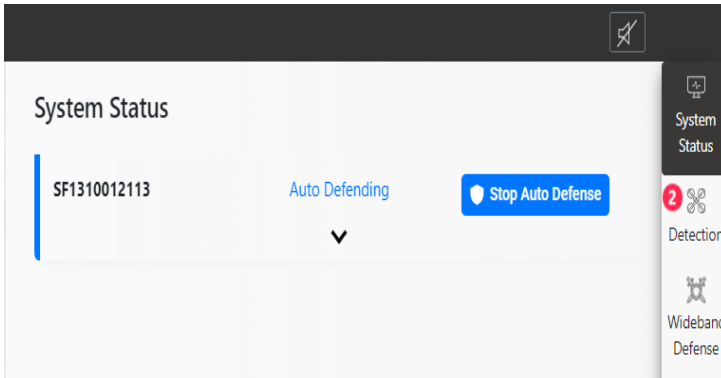 System Status
SF1310012113
Auto Defending
Stop Auto Defense
System
Status
2
Detection
Wideband
Defense